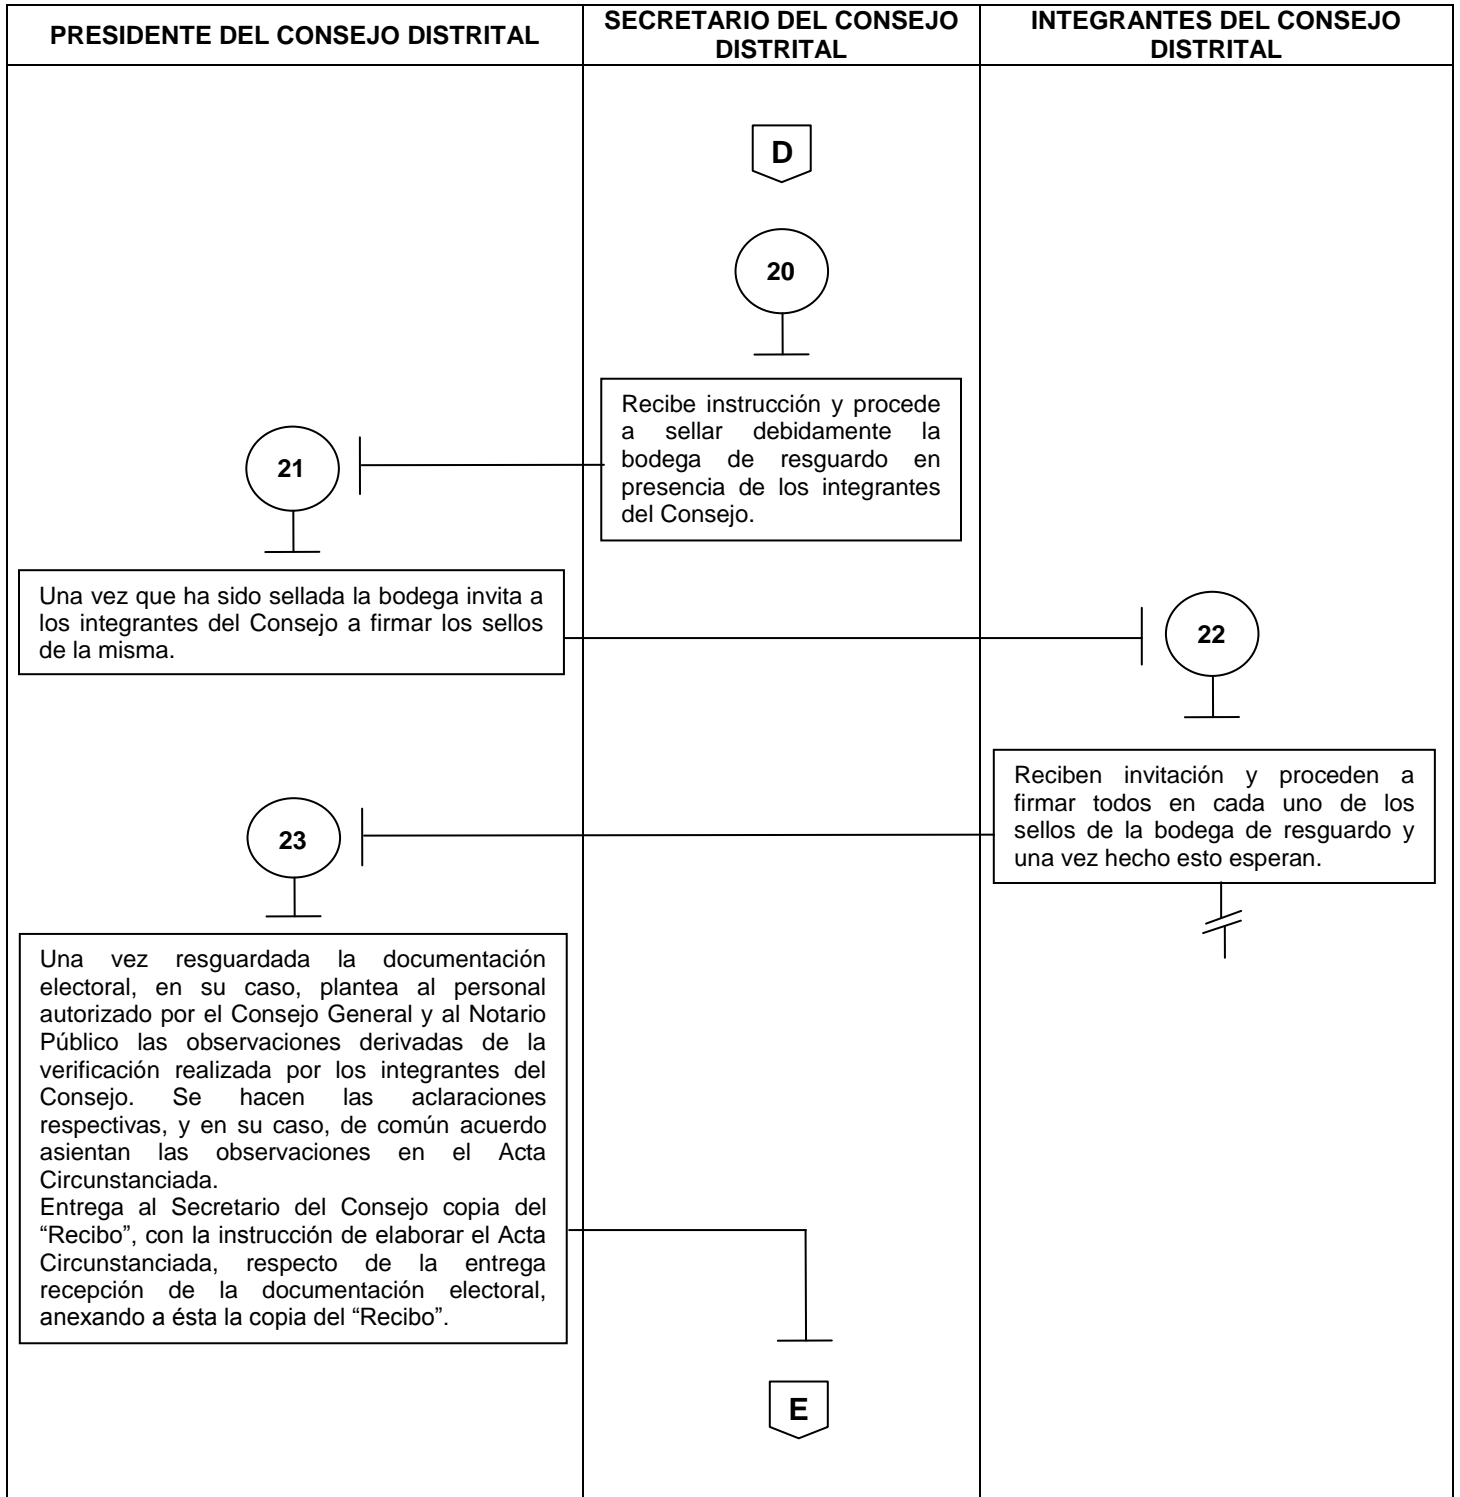 PRESIDENTE DEL CONSEJO DISTRITAL
SECRETARIO DEL CONSEJO
DISTRITAL
INTEGRANTES DEL CONSEJO
DISTRITAL
D
20
Recibe instrucción y procede
a sellar debidamente la
bodega de resguardo en
presencia de los integrantes
del Consejo.
21
Una vez que ha sido sellada la bodega invita a
los integrantes del Consejo a firmar los sellos
de la misma.
22
Reciben invitación y proceden a
firmar todos en cada uno de los
sellos de la bodega de resguardo y
una vez hecho esto esperan.
23
Una vez resguardada la documentación
electoral, en su caso, plantea al personal
autorizado por el Consejo General y al Notario
Público las observaciones derivadas de la
verificación realizada por los integrantes del
Consejo. Se hacen las aclaraciones
respectivas, y en su caso, de común acuerdo
asientan las observaciones en el Acta
Circunstanciada.
Entrega al Secretario del Consejo copia del
“Recibo”, con la instrucción de elaborar el Acta
Circunstanciada, respecto de la entrega
recepción de la documentación electoral,
anexando a ésta la copia del “Recibo”.
E